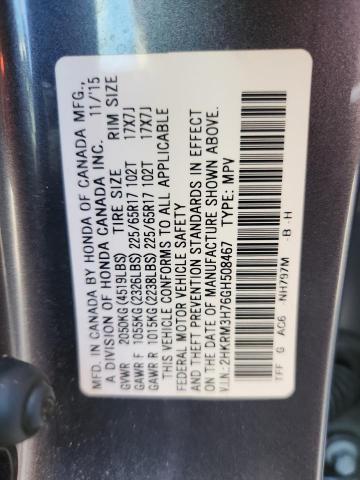 MFD. IN CANADA BY HONDA OF CANADA MFG.,
A DIVISION OF HONDA CANADA INC. 11/15
TIRE SIZE RIM SIZE
GVWR 2050KG(4519LBS)
GAWR F 1055KG(2326LBS) 225/65R17 102T 17X7J
GAWR R 1015KG(2238LBS) 225/65R17 102T 17X7J
THIS VEHICLE CONFORMS TO ALL APPLICABLE
FEDERAL MOTOR VEHICLE SAFETY
AND THEFT PREVENTION STANDARDS IN EFFECT
ON THE DATE OF MANUFACTURE SHOWN ABOVE.
V.I.N.: 2HKRM3H76GH508467 TYPE: MPV
TFF G AC6 NH797M -B -H